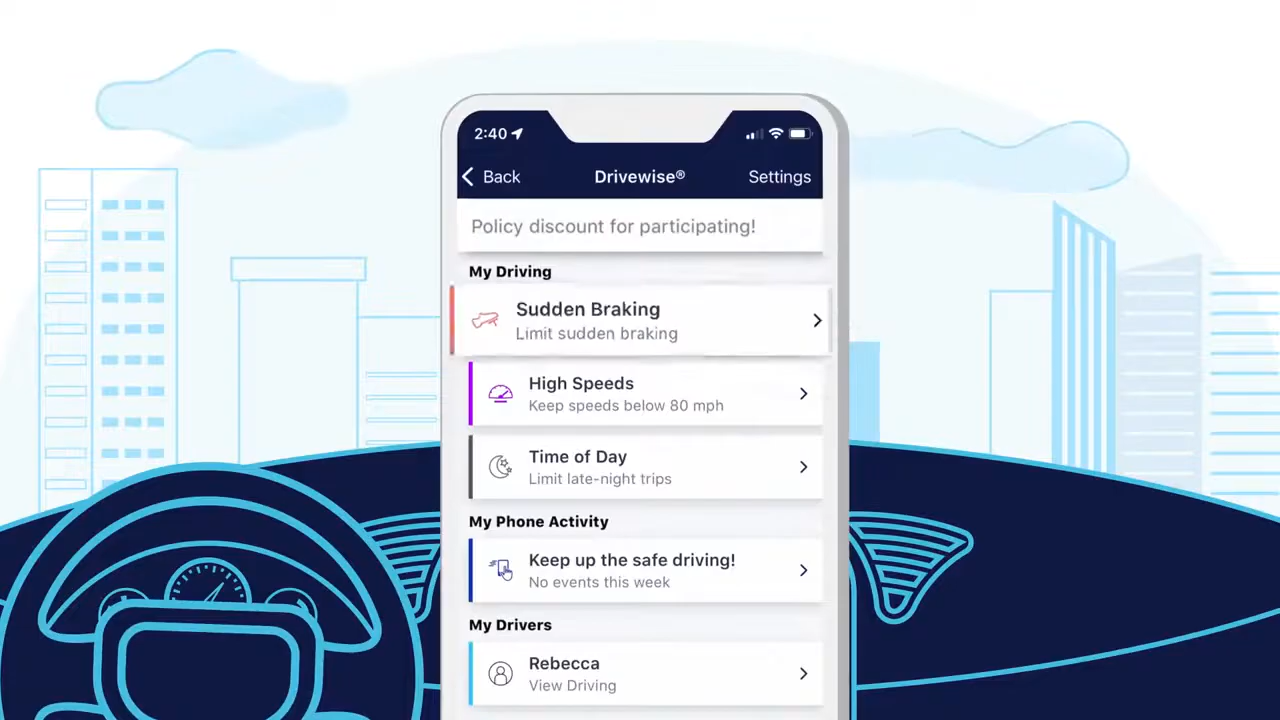 2:40
Back
Drivewise®
Settings
Policy discount for participating!
My Driving
Sudden Braking
Limit sudden braking
High Speeds
Keep speeds below 80 mph
Time of Day
Limit late-night trips
My Phone Activity
Keep up the safe driving!
No events this week
My Drivers
Rebecca
View Driving